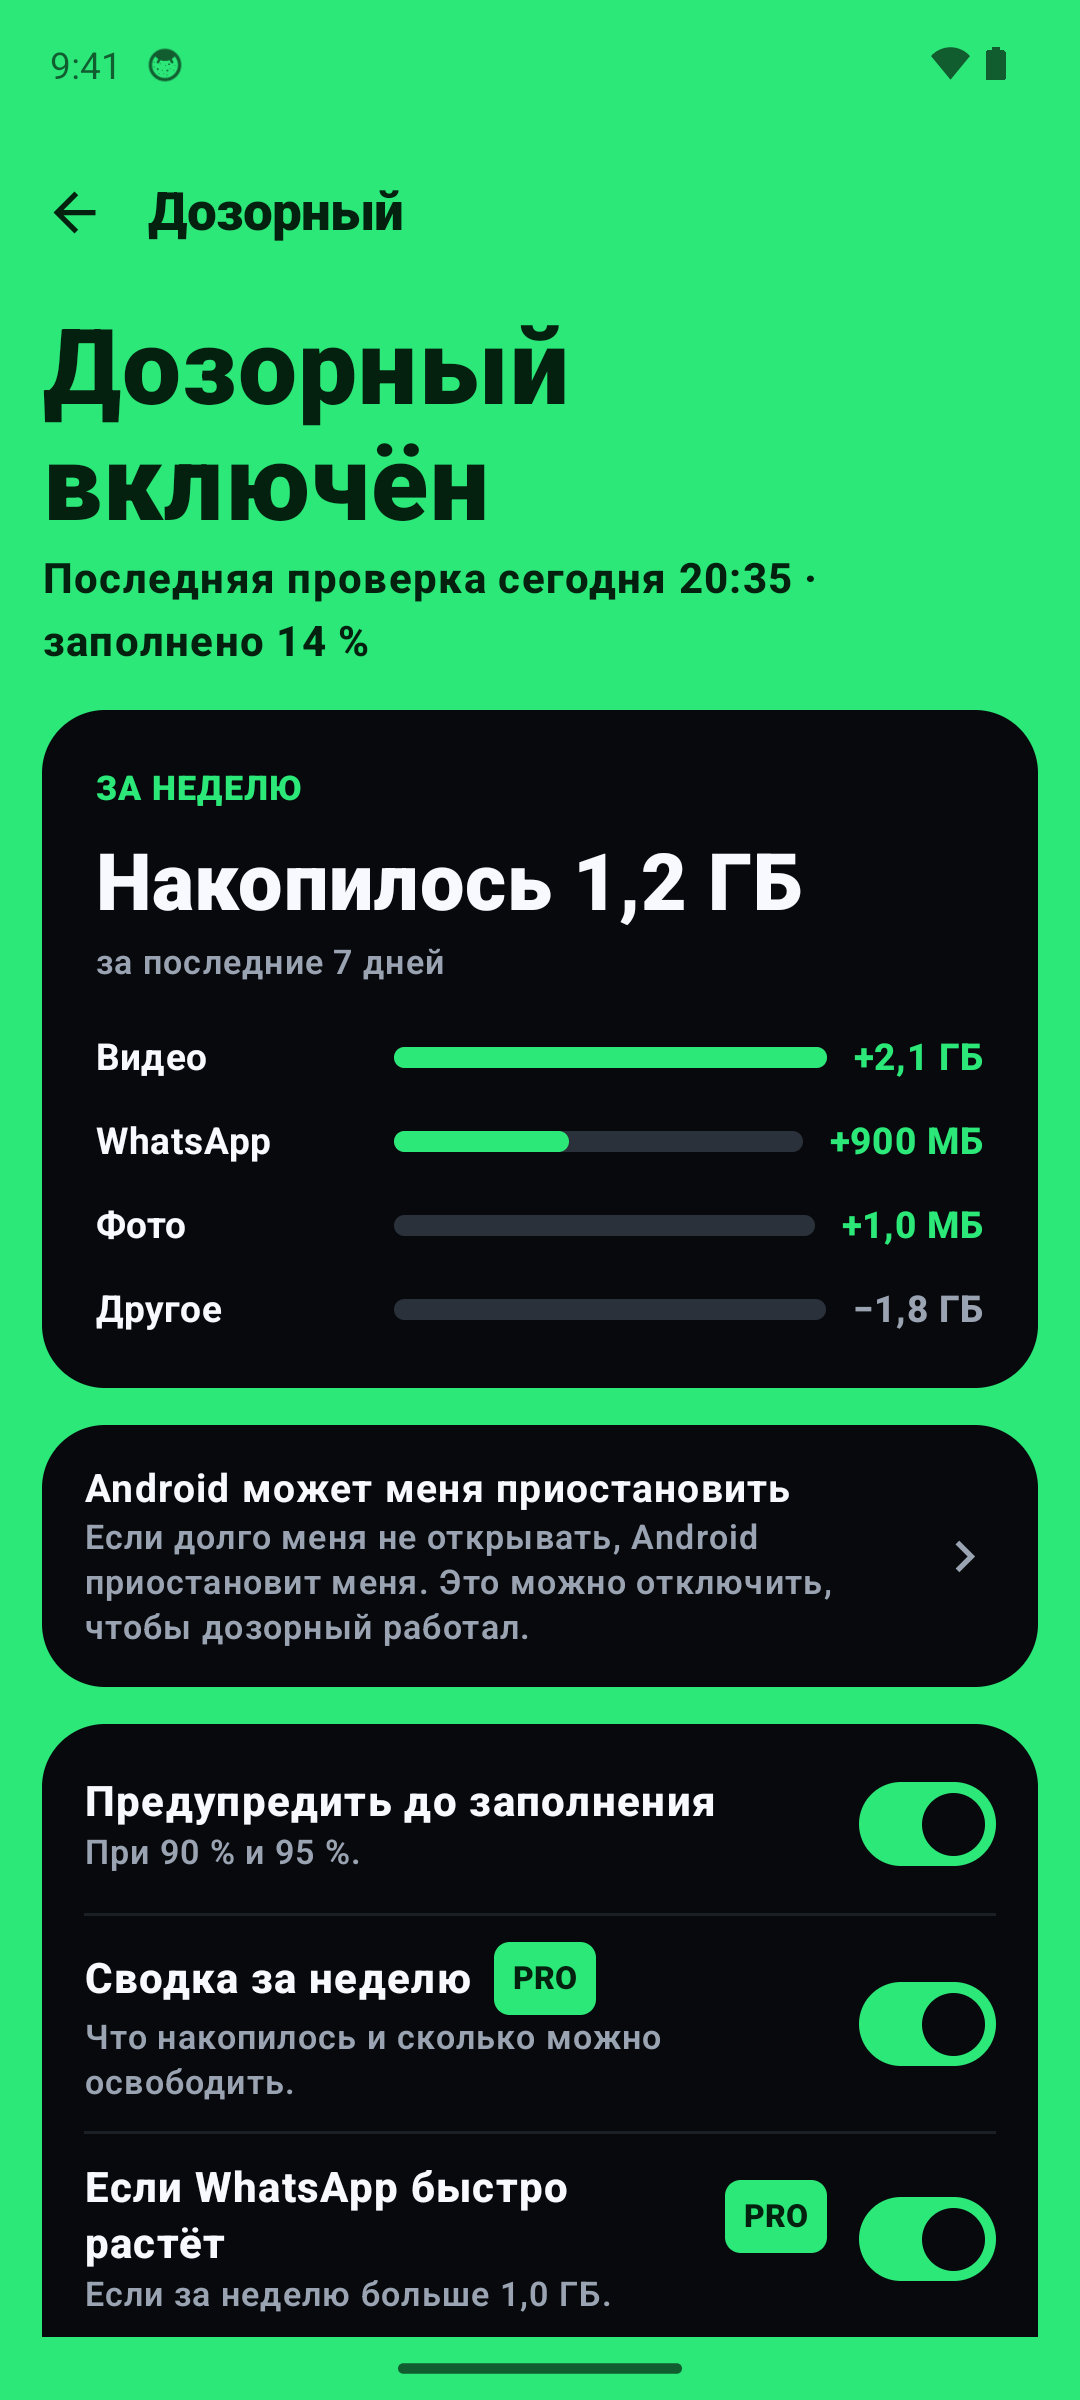 9:41
Дозорный
Дозорный
включён
Последняя проверка сегодня 20:35 ·
заполнено 14 %
ЗА НЕДЕЛЮ
Накопилось 1,2 ГБ
за последние 7 дней
Видео +2,1 ГБ
WhatsApp +900 МБ
Фото +1,0 МБ
Другое −1,8 ГБ
Android может меня приостановить
Если долго меня не открывать, Android
приостановит меня. Это можно отключить,
чтобы дозорный работал.
Предупредить до заполнения
При 90 % и 95 %.
Сводка за неделю PRO
Что накопилось и сколько можно
освободить.
Если WhatsApp быстро
растёт PRO
Если за неделю больше 1,0 ГБ.